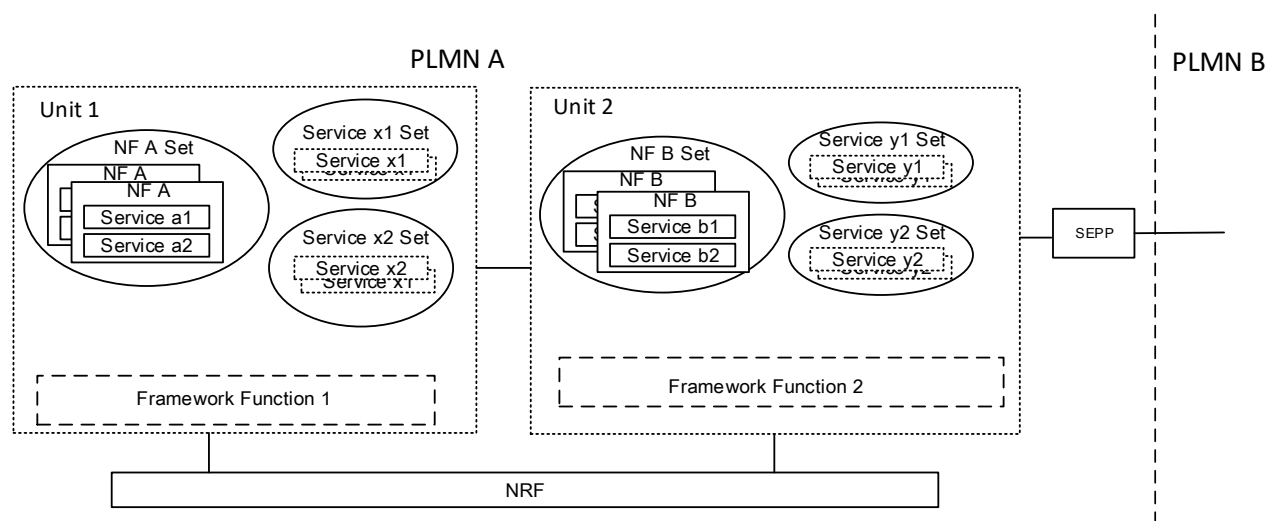 PLMN A
PLMN B
Unit 1
NF A Set
NF A
NF A
Service a1
Service a2
Service x1 Set
Service x1
Service x2 Set
Service x2
Service x1
Unit 2
NF B Set
NF B
NF B
Service b1
Service b2
Service y1 Set
Service y1
Service y2 Set
Service y2
SEPP
Framework Function 1
Framework Function 2
NRF